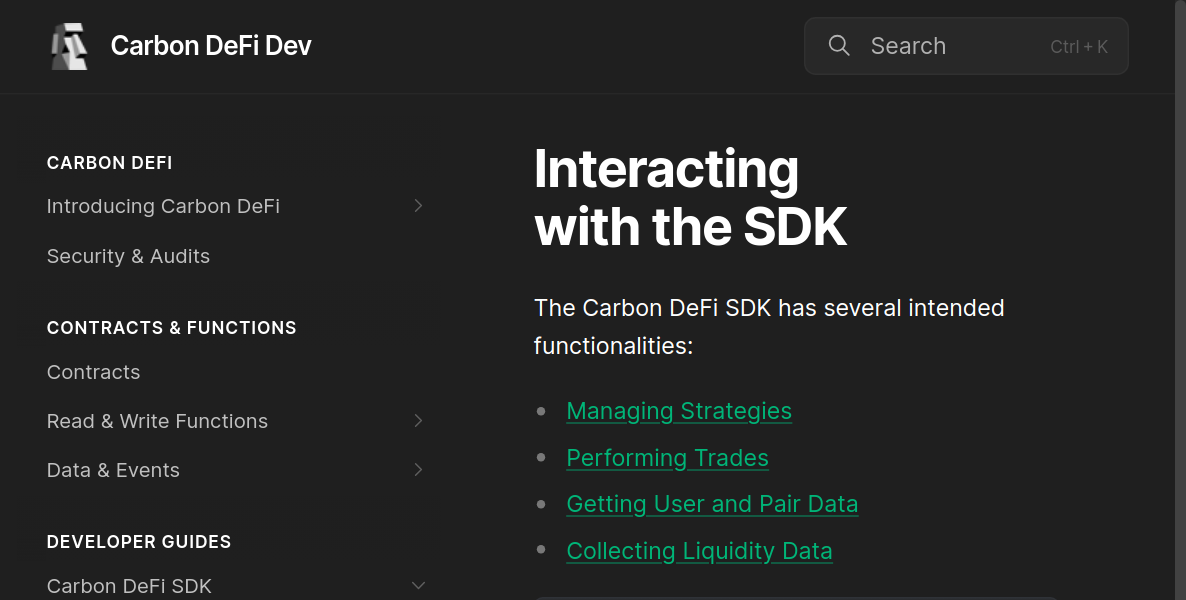 Carbon DeFi Dev
Search
Ctrl + K
CARBON DEFI
Introducing Carbon DeFi
Security & Audits
CONTRACTS & FUNCTIONS
Contracts
Read & Write Functions
Data & Events
DEVELOPER GUIDES
Carbon DeFi SDK
Interacting
with the SDK
The Carbon DeFi SDK has several intended
functionalities:
Managing Strategies
Performing Trades
Getting User and Pair Data
Collecting Liquidity Data